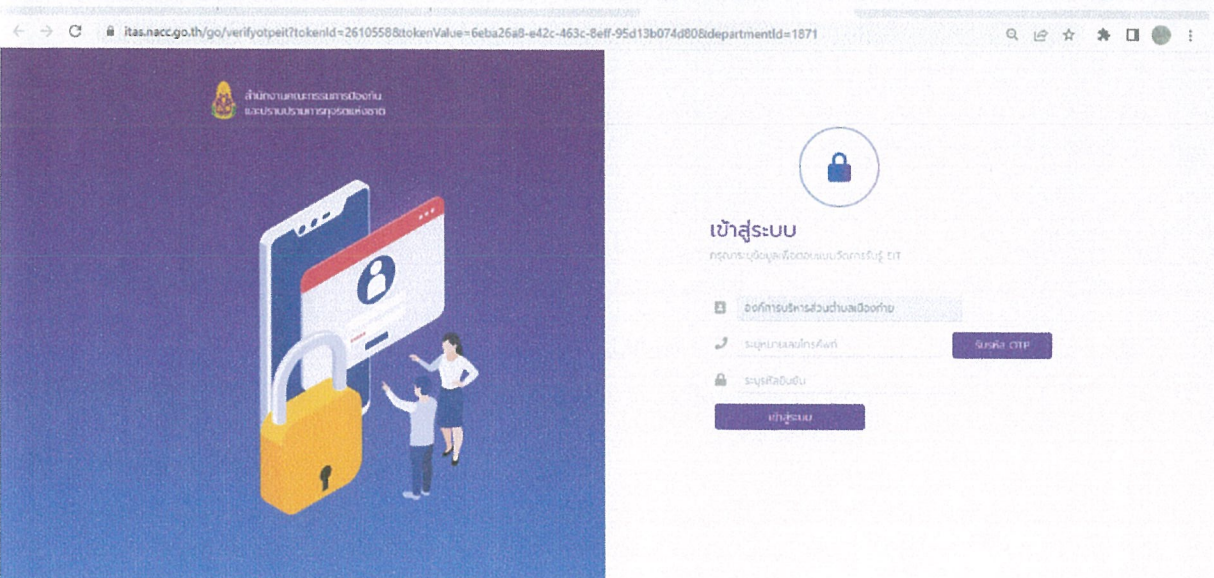 itas.nacc.go.th/go/verifyotpeit?tokenId=2610558&tokenValue=6eba26a8-e42c-463c-8eff-95d13b074d80&departmentId=1871
สำนักงานคณะกรรมการป้องกัน
และปราบปรามการทุจริตแห่งชาติ
เข้าสู่ระบบ
กรุณาระบุข้อมูลเพื่อตอบแบบวัดการรับรู้ EIT
องค์การบริหารส่วนตำบลเมืองก๋าย
ระบุหมายเลขโทรศัพท์
รับรหัส OTP
ระบุรหัสยืนยัน
เข้าสู่ระบบ